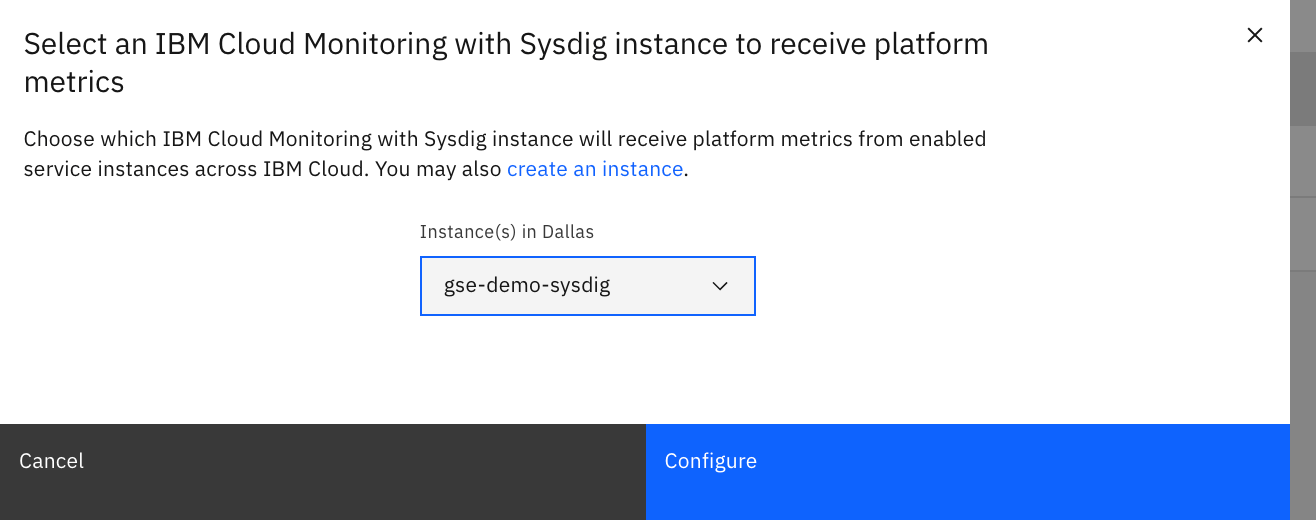 Select an IBM Cloud Monitoring with Sysdig instance to receive platform
metrics
Choose which IBM Cloud Monitoring with Sysdig instance will receive platform metrics from enabled
service instances across IBM Cloud. You may also create an instance.
Instance(s) in Dallas
gse-demo-sysdig
Cancel
Configure